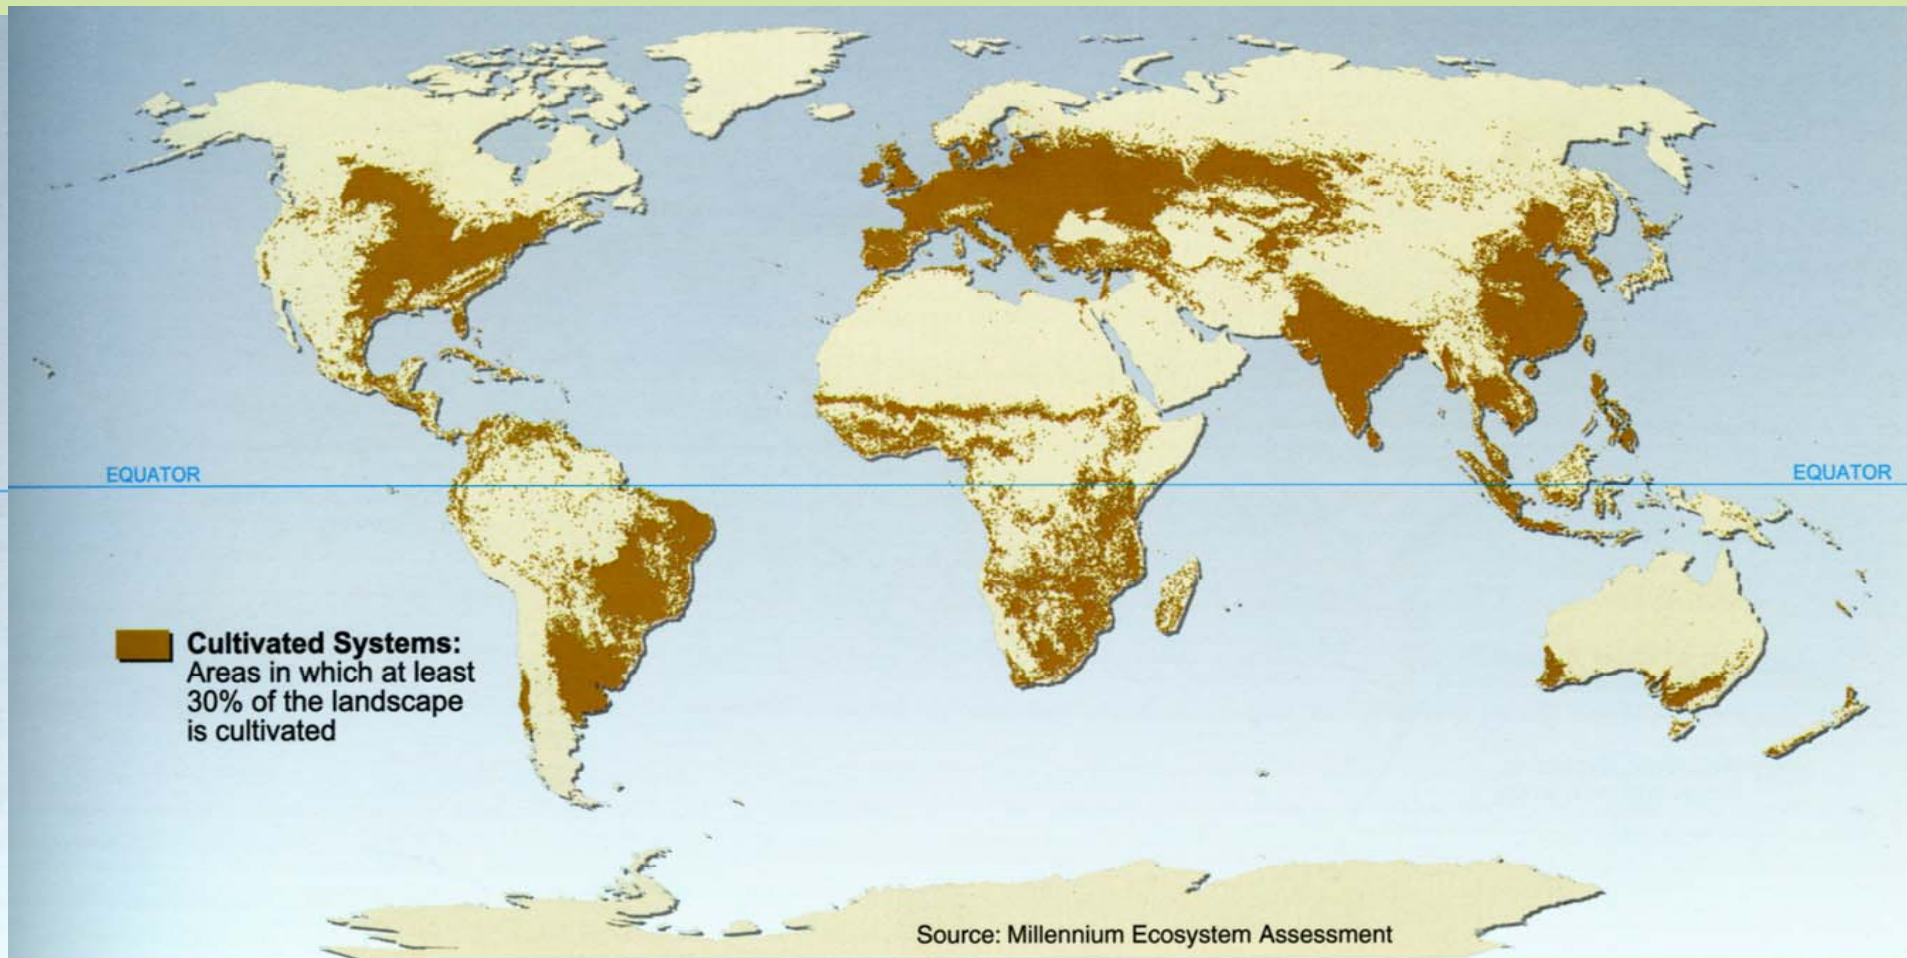 EQUATOR
EQUATOR
Cultivated Systems:
Areas in which at least
30% of the landscape
is cultivated
Source: Millennium Ecosystem Assessment